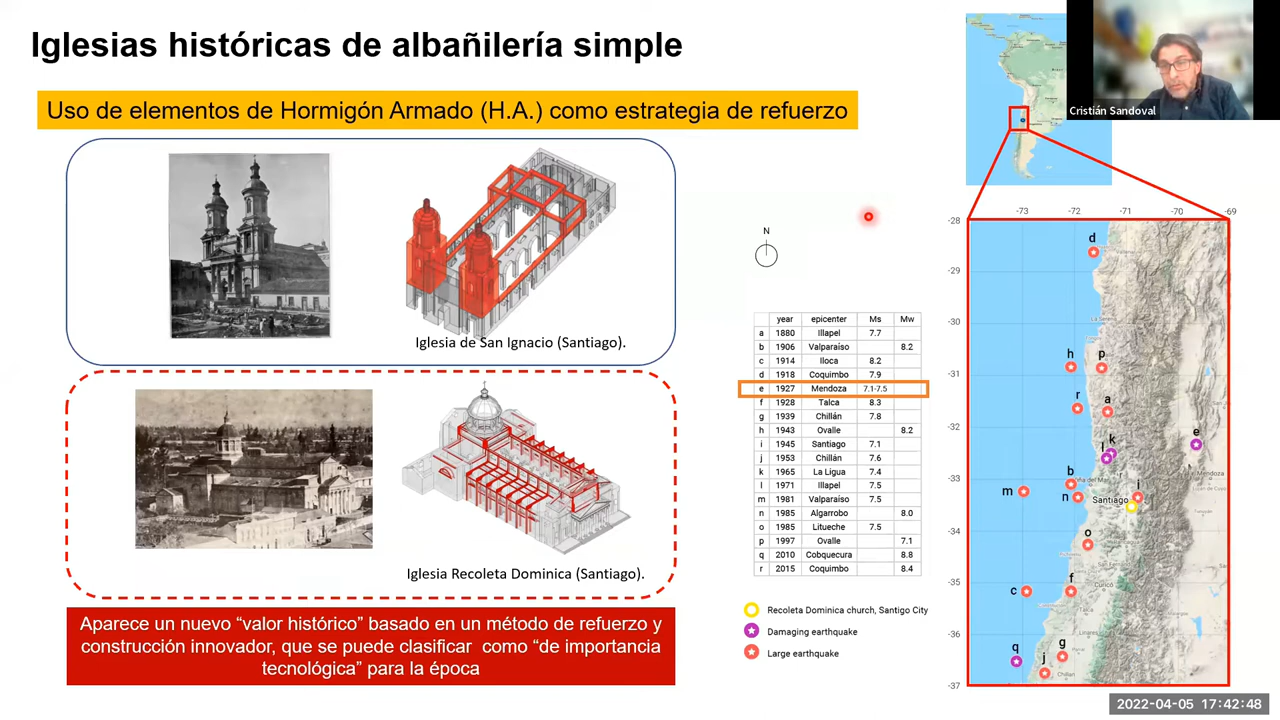 Iglesias históricas de albañilería simple
Cristián Sandoval
Uso de elementos de Hormigón Armado (H.A.) como estrategia de refuerzo
Iglesia de San Ignacio (Santiago).
Iglesia Recoleta Dominica (Santiago).
Aparece un nuevo “valor histórico” basado en un método de refuerzo y
construcción innovador, que se puede clasificar como “de importancia
tecnológica” para la época
N
year epicenter Ms Mw
a 1880 Illapel 7.7
b 1906 Valparaíso 8.2
c 1914 Iloca 8.2
d 1918 Coquimbo 7.9
e 1927 Mendoza 7.1-7.5
f 1928 Talca 8.3
g 1939 Chillán 7.8
h 1943 Ovalle 8.2
i 1945 Santiago 7.1
j 1953 Chillán 7.6
k 1965 La Ligua 7.4
l 1971 Illapel 7.5
m 1981 Valparaíso 7.5
n 1985 Algarrobo 8.0
o 1985 Litueche 7.5
p 1997 Ovalle 7.1
q 2010 Cobquecura 8.8
r 2015 Coquimbo 8.4
Recoleta Dominica church, Santigo City
Damaging earthquake
Large earthquake
-73 -72 -71 -70 -69
-28
-29
-30
-31
-32
-33
-34
-35
-36
-37
d
h p
r a
k
l
e
b
m n i
Santiago
o
c f
Curicó
Talca
g
q j
Chillán
2022-04-05 17:42:48